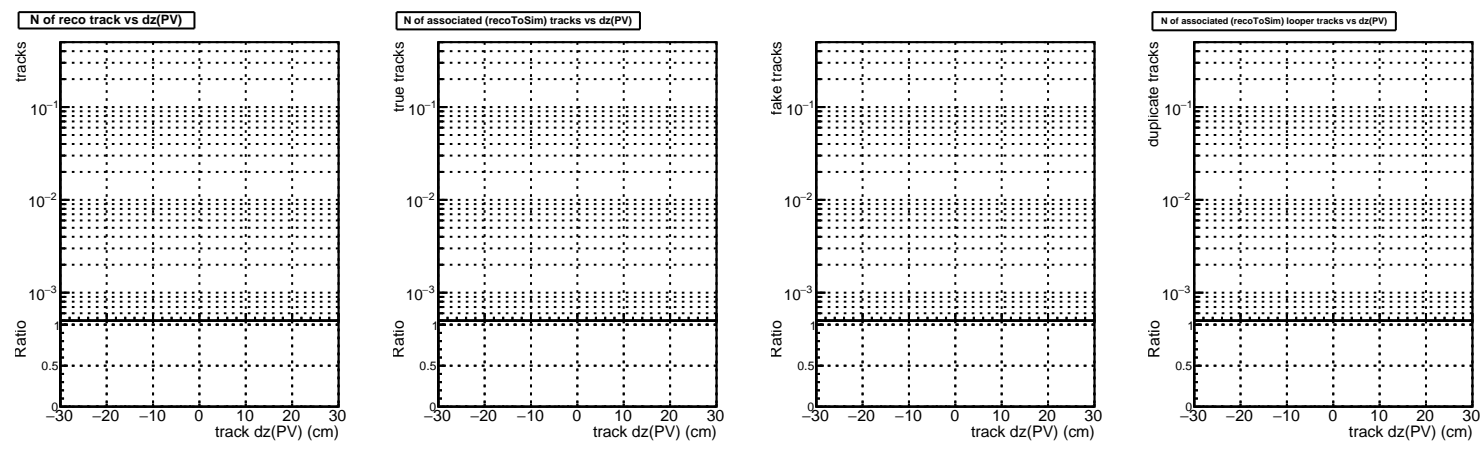 N of reco track vs dz(PV)
tracks
10⁻¹
10⁻²
10⁻³
Ratio
1
0.5
0
−30 −20 −10 0 10 20 30
track dz(PV) (cm)
N of associated (recoToSim) tracks vs dz(PV)
true tracks
10⁻¹
10⁻²
10⁻³
Ratio
1
0.5
0
−30 −20 −10 0 10 20 30
track dz(PV) (cm)
fake tracks
10⁻¹
10⁻²
10⁻³
Ratio
1
0.5
0
−30 −20 −10 0 10 20 30
track dz(PV) (cm)
N of associated (recoToSim) looper tracks vs dz(PV)
duplicate tracks
10⁻¹
10⁻²
10⁻³
Ratio
1
0.5
0
−30 −20 −10 0 10 20 30
track dz(PV) (cm)